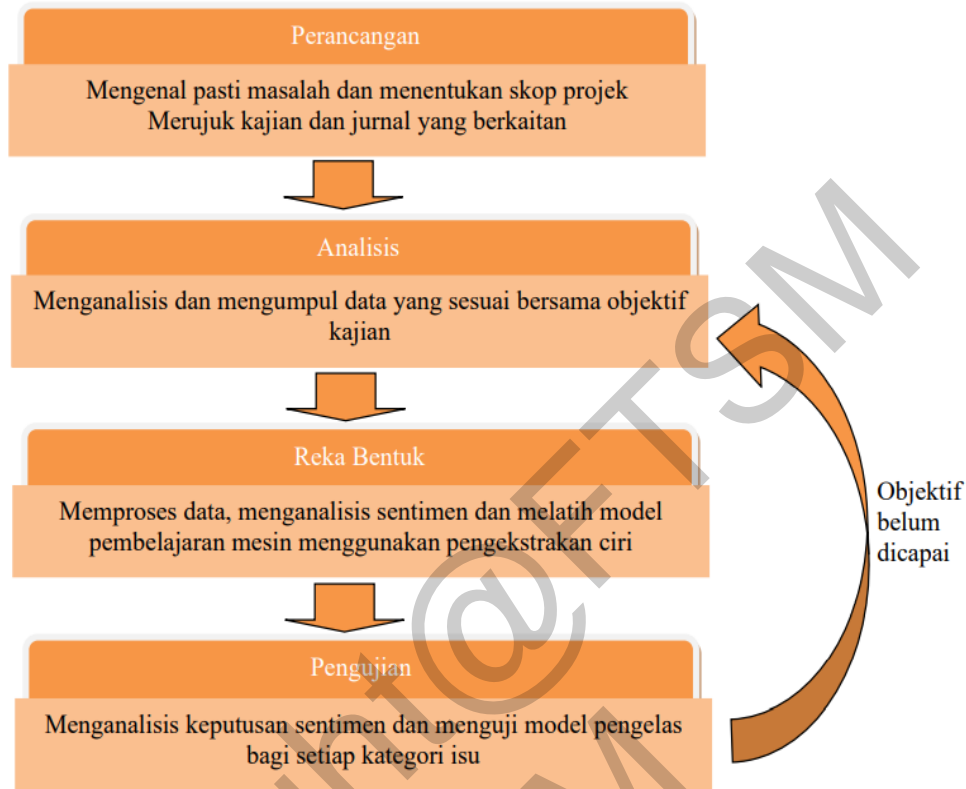 Perancangan
Mengenal pasti masalah dan menentukan skop projek
Merujuk kajian dan jurnal yang berkaitan
Analisis
Menganalisis dan mengumpul data yang sesuai bersama objektif
kajian
Reka Bentuk
Memproses data, menganalisis sentimen dan melatih model
pembelajaran mesin menggunakan pengekstrakan ciri
Pengujian
Menganalisis keputusan sentimen dan menguji model pengelas
bagi setiap kategori isu
Objektif
belum
dicapai
ht@FTSM